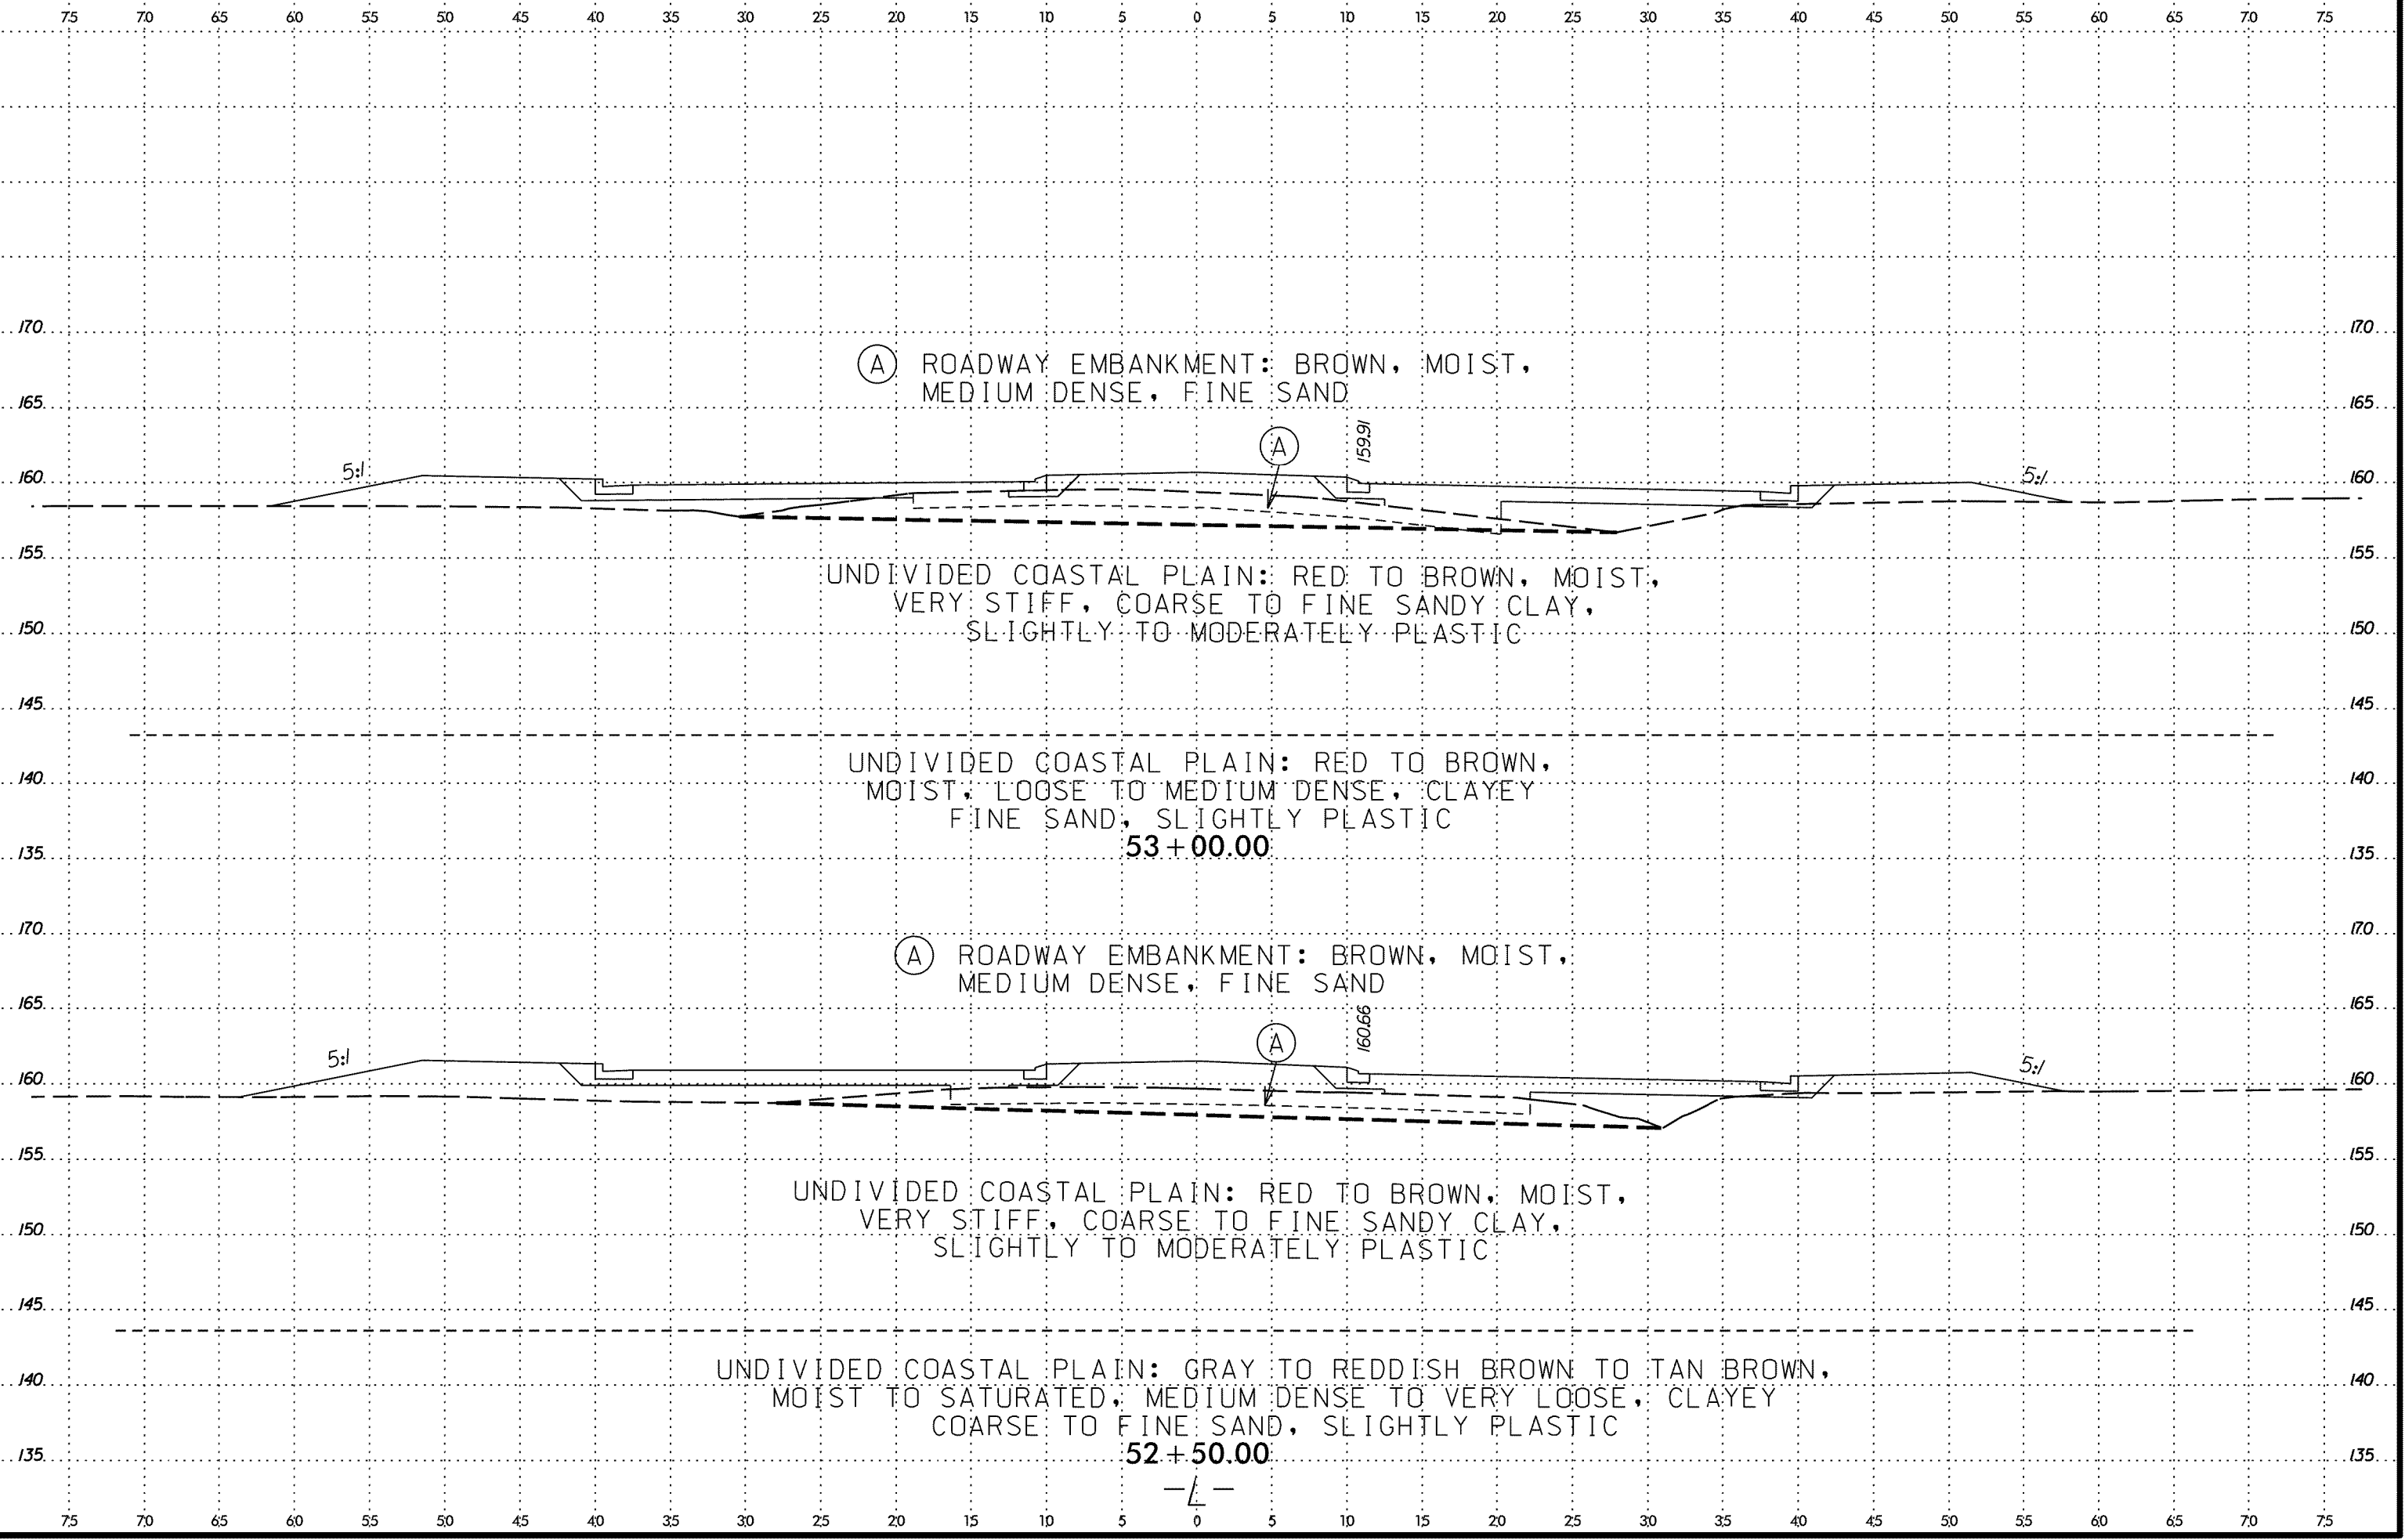 75 70 65 60 55 50 45 40 35 30 25 20 15 10 5 0 5 10 15 20 25 30 35 40 45 50 55 60 65 70 75
170 170
A ROADWAY EMBANKMENT: BROWN, MOIST,
MEDIUM DENSE, FINE SAND
165 165
159.91
A
5:1 5:1
160 160
155 155
UNDIVIDED COASTAL PLAIN: RED TO BROWN, MOIST,
VERY STIFF, COARSE TO FINE SANDY CLAY,
SLIGHTLY TO MODERATELY PLASTIC
150 150
145 145
UNDIVIDED COASTAL PLAIN: RED TO BROWN,
140 140
MOIST, LOOSE TO MEDIUM DENSE, CLAYEY
FINE SAND, SLIGHTLY PLASTIC
53+00.00
135 135
170 170
A ROADWAY EMBANKMENT: BROWN, MOIST,
MEDIUM DENSE, FINE SAND
165 165
160.66
A
5:1 5:1
160 160
155 155
UNDIVIDED COASTAL PLAIN: RED TO BROWN, MOIST,
VERY STIFF, COARSE TO FINE SANDY CLAY,
150 150
SLIGHTLY TO MODERATELY PLASTIC
145 145
UNDIVIDED COASTAL PLAIN: GRAY TO REDDISH BROWN TO TAN BROWN,
140 140
MOIST TO SATURATED, MEDIUM DENSE TO VERY LOOSE, CLAYEY
COARSE TO FINE SAND, SLIGHTLY PLASTIC
52+50.00
135 135
-L-
75 70 65 60 55 50 45 40 35 30 25 20 15 10 5 0 5 10 15 20 25 30 35 40 45 50 55 60 65 70 75